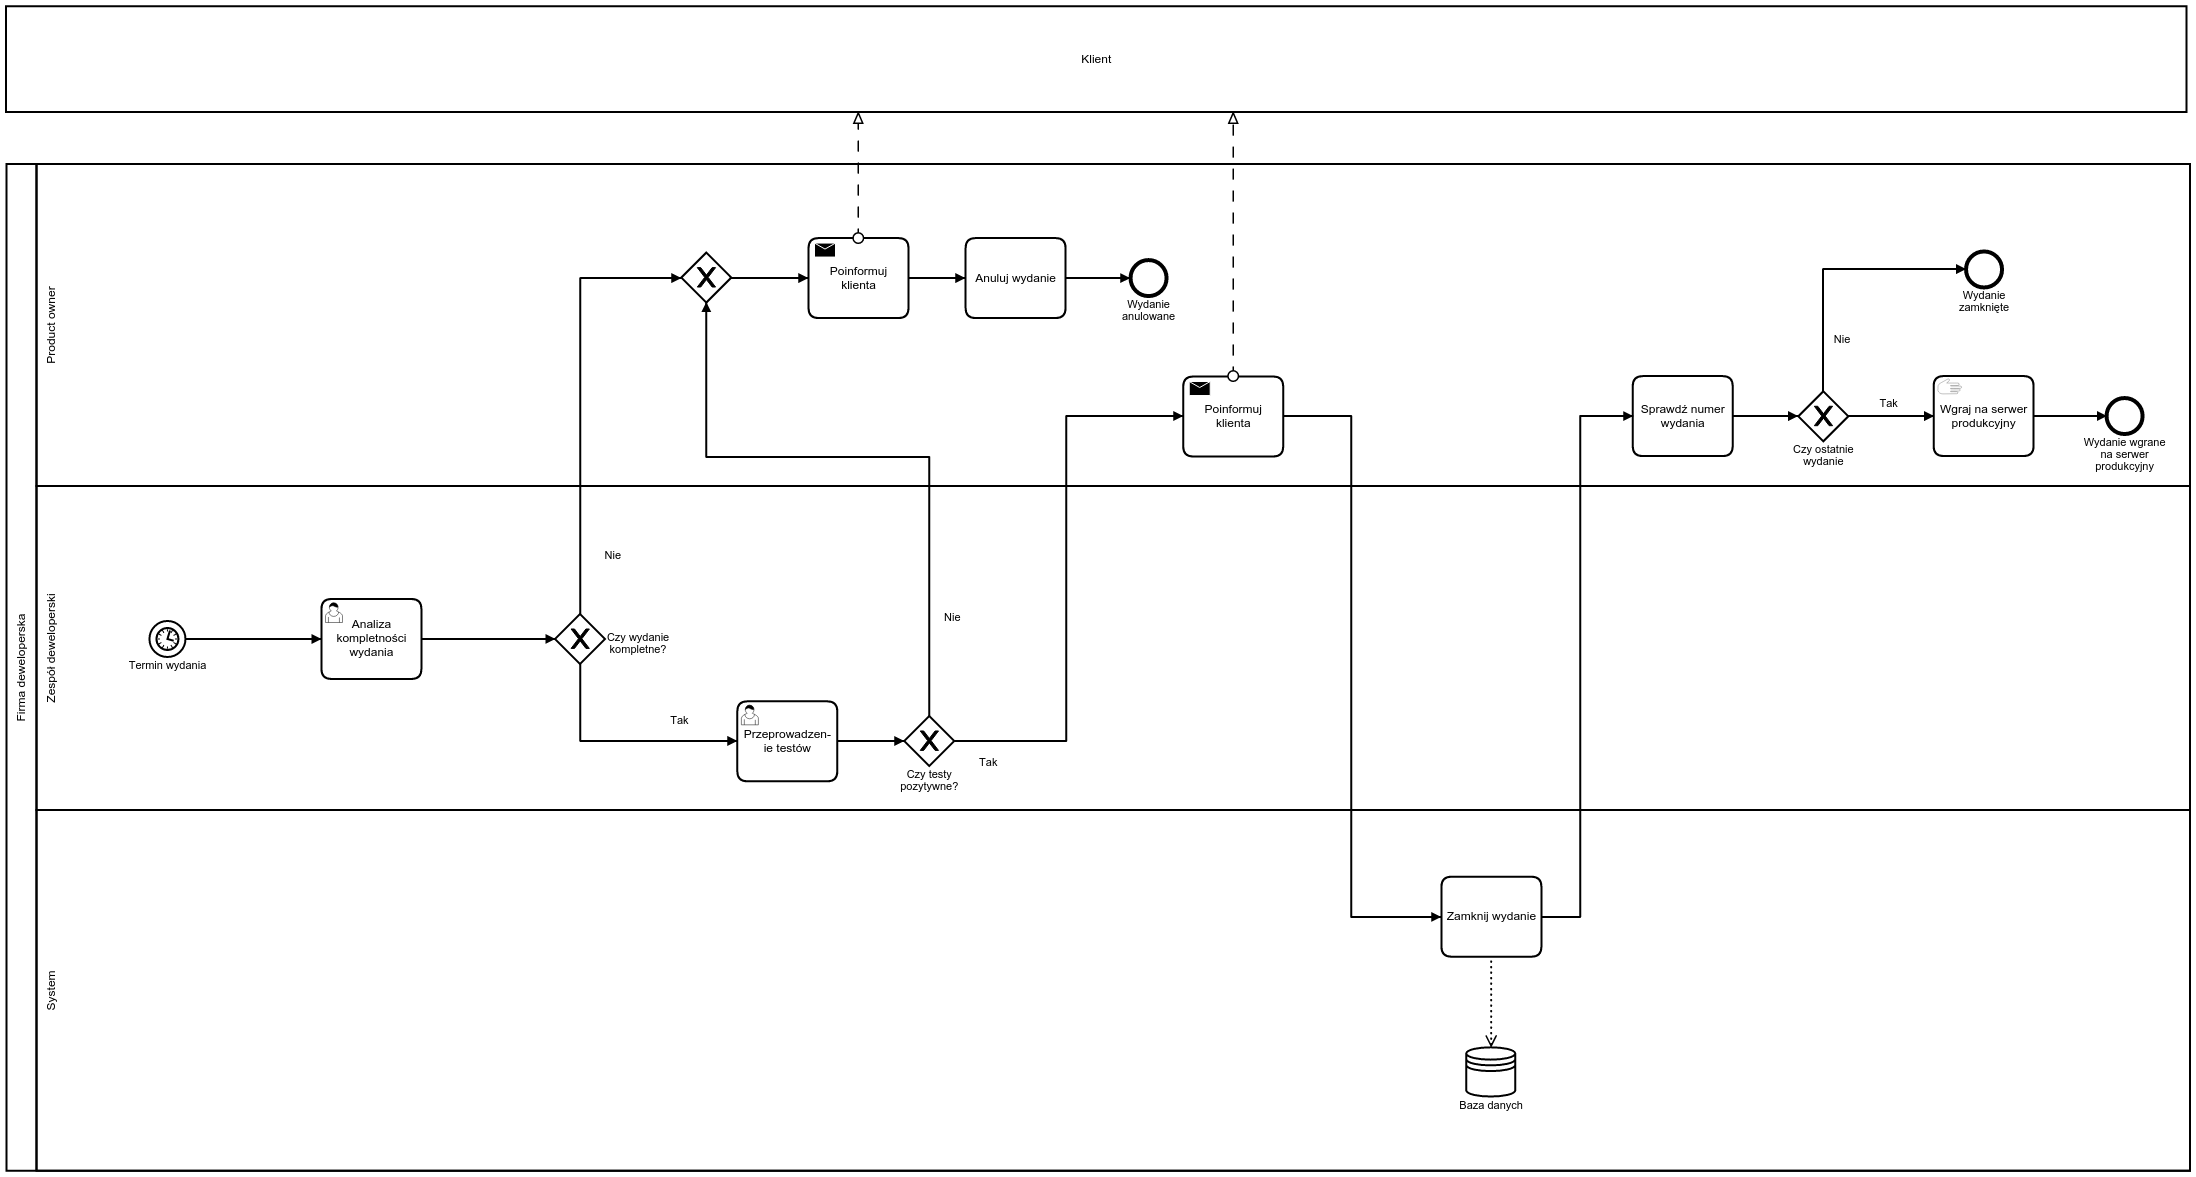 Klient
Firma deweloperska
Product owner
Poinformuj
klienta
Anuluj wydanie
Wydanie
anulowane
Poinformuj
klienta
Sprawdź numer
wydania
Czy ostatnie
wydanie
Nie
Wydanie
zamknięte
Tak
Wgraj na serwer
produkcyjny
Wydanie wgrane
na serwer
produkcyjny
Zespół deweloperski
Termin wydania
Analiza
kompletności
wydania
Czy wydanie
kompletne?
Nie
Tak
Przeprowadzen-
ie testów
Czy testy
pozytywne?
Nie
Tak
System
Zamknij wydanie
Baza danych